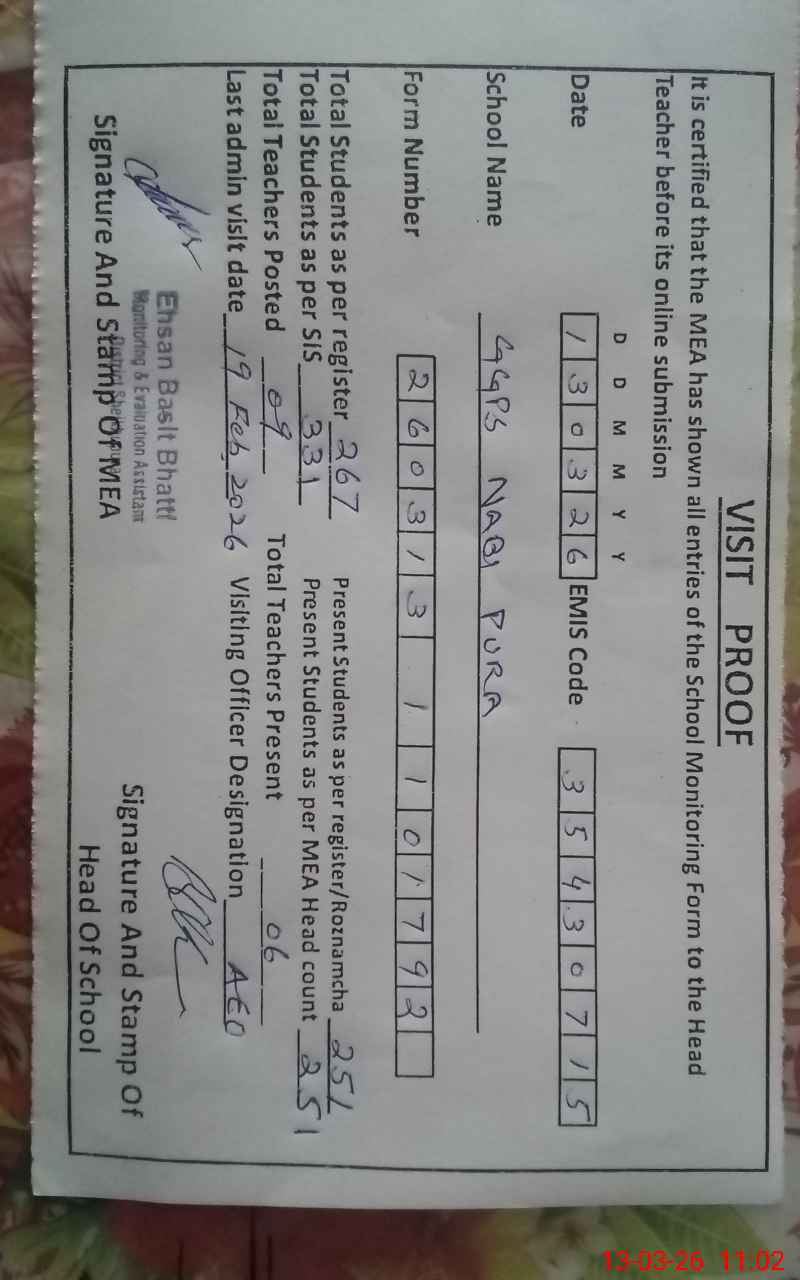 VISIT PROOF
It is certified that the MEA has shown all entries of the School Monitoring Form to the Head
Teacher before its online submission
D D M M Y Y
Date 1 3 0 3 2 6 EMIS Code 3 5 4 3 0 7 1 5
School Name GGPS NABI PURA
Form Number 2 6 0 3 1 3 1 1 0 1 7 9 2
Total Students as per register 267 Present Students as per register/Roznamcha 251
Total Students as per SIS 331 Present Students as per MEA Head count 251
Total Teachers Posted 09 Total Teachers Present 06
Last admin visit date 19 Feb, 2026 Visiting Officer Designation AEO
Ehsan Basit Bhatti
Monitoring & Evaluation Assistant
District
Signature And Stamp Of MEA
Signature And Stamp Of
Head Of School
13-03-26 11:02